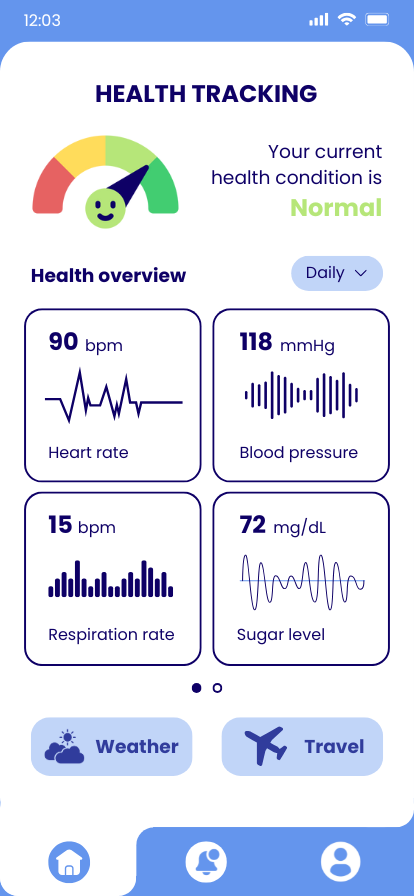 12:03
HEALTH TRACKING
Your current
health condition is
Normal
Health overview
Daily
90 bpm
Heart rate
118 mmHg
Blood pressure
15 bpm
Respiration rate
72 mg/dL
Sugar level
Weather
Travel